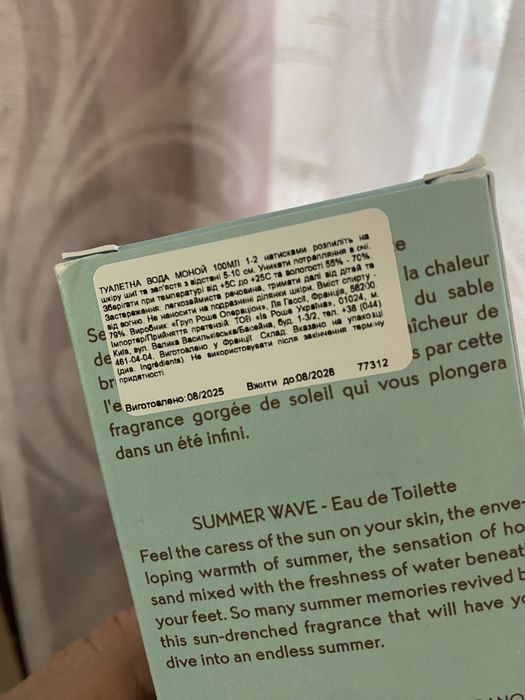 ТУАЛЕТНА ВОДА МОНОЙ 100МЛ 1-2 натисками розпиліть на
шкіру шиї та зап'ястя з відстані 5-10 см. Уникати потрапляння в очі.
Зберігати при температурі від +5С до +25С та вологості 55% - 70%.
Застереження: легкозаймиста речовина, тримати далі від дітей та
від вогню. Не наносити на подразнені ділянки шкіри. Вміст спирту -
79% Виробник: «Груп Роше Операціон», Ля Гасілі, Франція, 56200.
Імпортер/Прийняття претензій: ТОВ «Ів Роше Україна», 01024, м.
Київ, вул. Велика Васильківська/Басейна, буд. 1-3/2, тел. +38 (044)
461-04-04. Виготовлено у Франції Склад: Вказано на упаковці
(див. Ingrédients). Не використовувати після закінчення терміну
придатності.
77312
Виготовлено:08/2025 Вжити до:08/2028
e
la chaleur
du sable
fraîcheur de
s par cette
fragrance gorgée de soleil qui vous plongera
dans un été infini.
SUMMER WAVE - Eau de Toilette
Feel the caress of the sun on your skin, the enve-
loping warmth of summer, the sensation of ho
sand mixed with the freshness of water beneat
your feet. So many summer memories revived b
this sun-drenched fragrance that will have yo
dive into an endless summer.